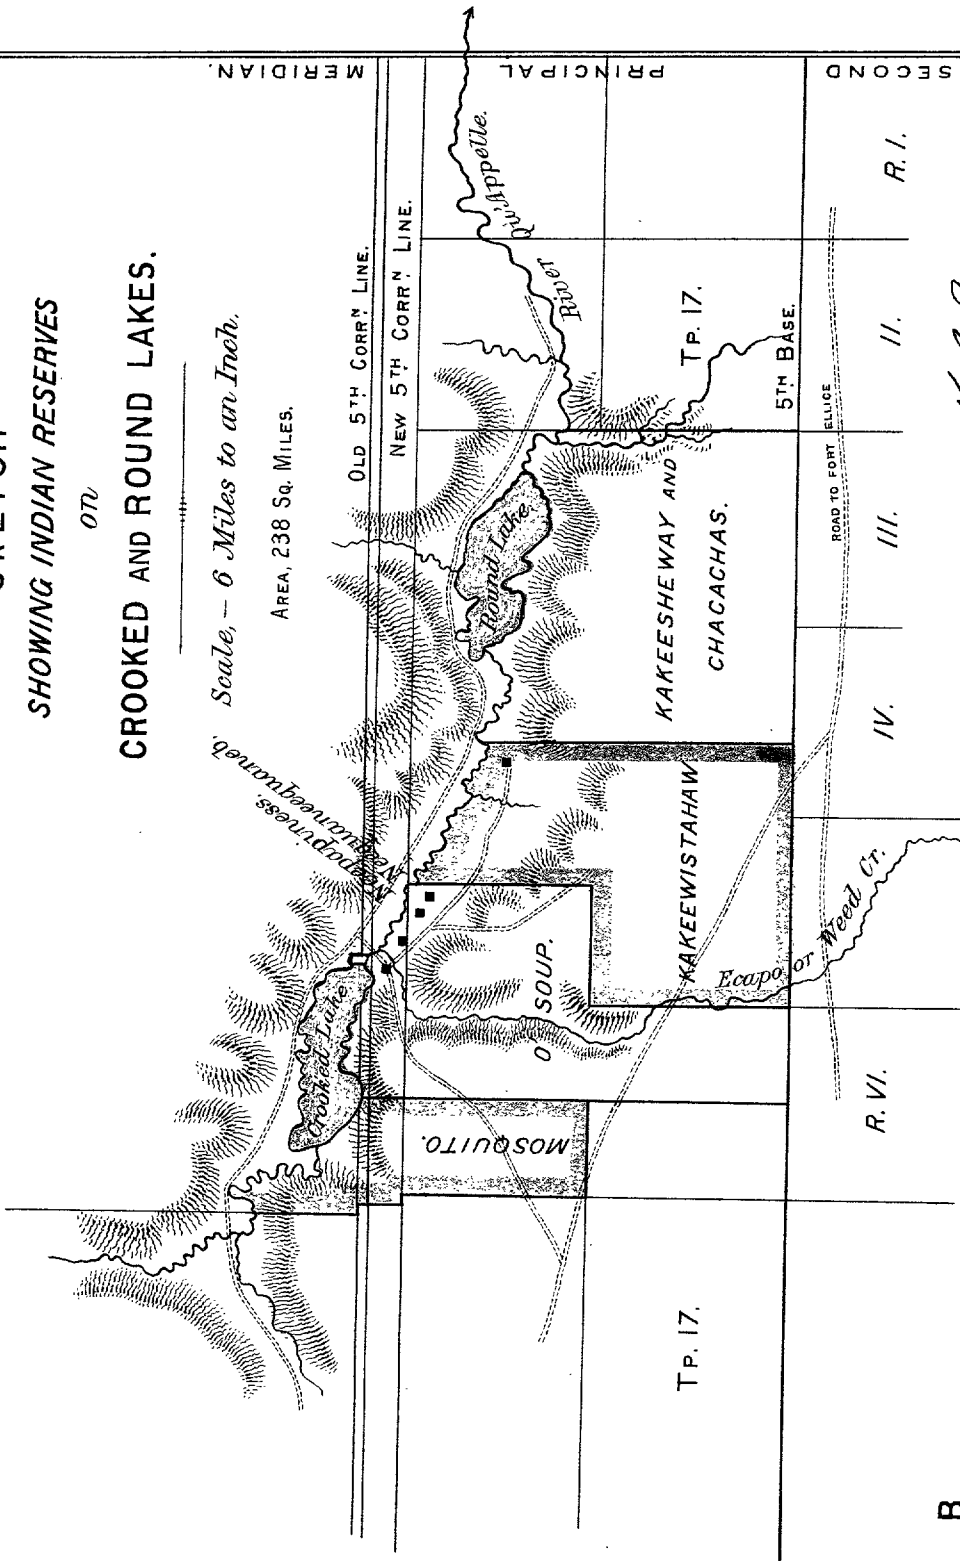 SHOWING INDIAN RESERVES
on
CROOKED AND ROUND LAKES.
Scale, – 6 Miles to an Inch.
AREA, 238 SQ. MILES.
OLD 5TH CORRN LINE.
NEW 5TH CORRN LINE.
SECOND PRINCIPAL MERIDIAN.
Crooked Lake
Round Lake
River Qu'Appelle.
MOSQUITO.
O' SOUP.
KAKEEWISTAHAW
KAKEESHEWAY AND
CHACACHAS.
TP. 17.
TP. 17.
5TH BASE.
Ecapo or Weed Cr.
ROAD TO FORT ELLICE
R. VI.
IV.
III.
II.
R. I.
B